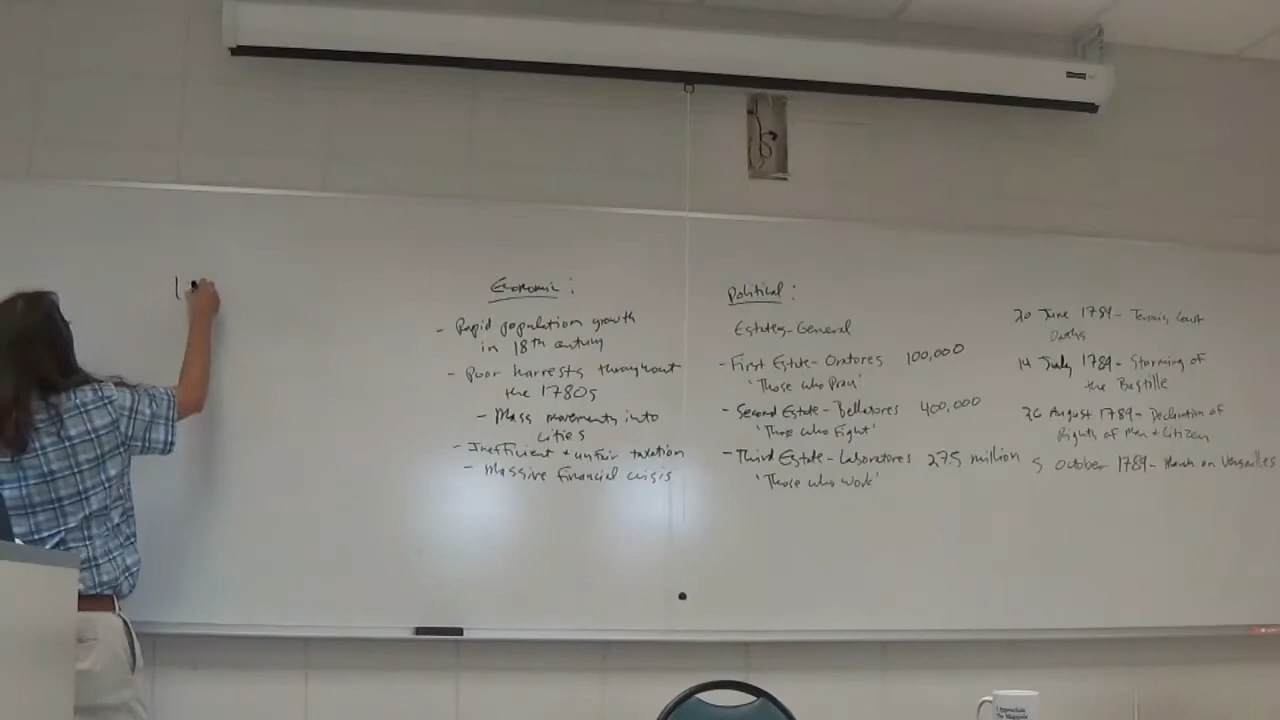 Economic:
- Rapid population growth
in 18th century
- Poor harvests throughout
the 1780s
- Mass movements into
cities
- Inefficient + unfair taxation
- Massive financial crisis
Political:
Estates-General
- First Estate - Oratores 100,000
'Those who Pray'
- Second Estate - Bellatores 400,000
'Those who Fight'
- Third Estate - Laboratores 27.5 million
'Those who work'
20 June 1789 - Tennis Court
Oaths
14 July 1789 - Storming of
the Bastille
26 August 1789 - Declaration of
Rights of Man + Citizen
5 October 1789 - March on Versailles
I Appreciate